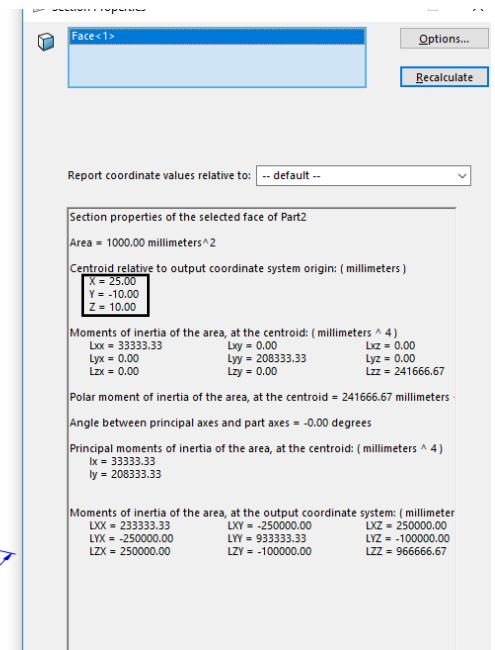 Section Properties
Face<1>
Options...
Recalculate
Report coordinate values relative to: -- default --
Section properties of the selected face of Part2
Area = 1000.00 millimeters^2
Centroid relative to output coordinate system origin: ( millimeters )
X = 25.00
Y = -10.00
Z = 10.00
Moments of inertia of the area, at the centroid: ( millimeters ^ 4 )
Lxx = 33333.33 Lxy = 0.00 Lxz = 0.00
Lyx = 0.00 Lyy = 208333.33 Lyz = 0.00
Lzx = 0.00 Lzy = 0.00 Lzz = 241666.67
Polar moment of inertia of the area, at the centroid = 241666.67 millimeters
Angle between principal axes and part axes = -0.00 degrees
Principal moments of inertia of the area, at the centroid: ( millimeters ^ 4 )
Ix = 33333.33
Iy = 208333.33
Moments of inertia of the area, at the output coordinate system: ( millimeter
LXX = 233333.33 LXY = -250000.00 LXZ = 250000.00
LYX = -250000.00 LYY = 933333.33 LYZ = -100000.00
LZX = 250000.00 LZY = -100000.00 LZZ = 966666.67